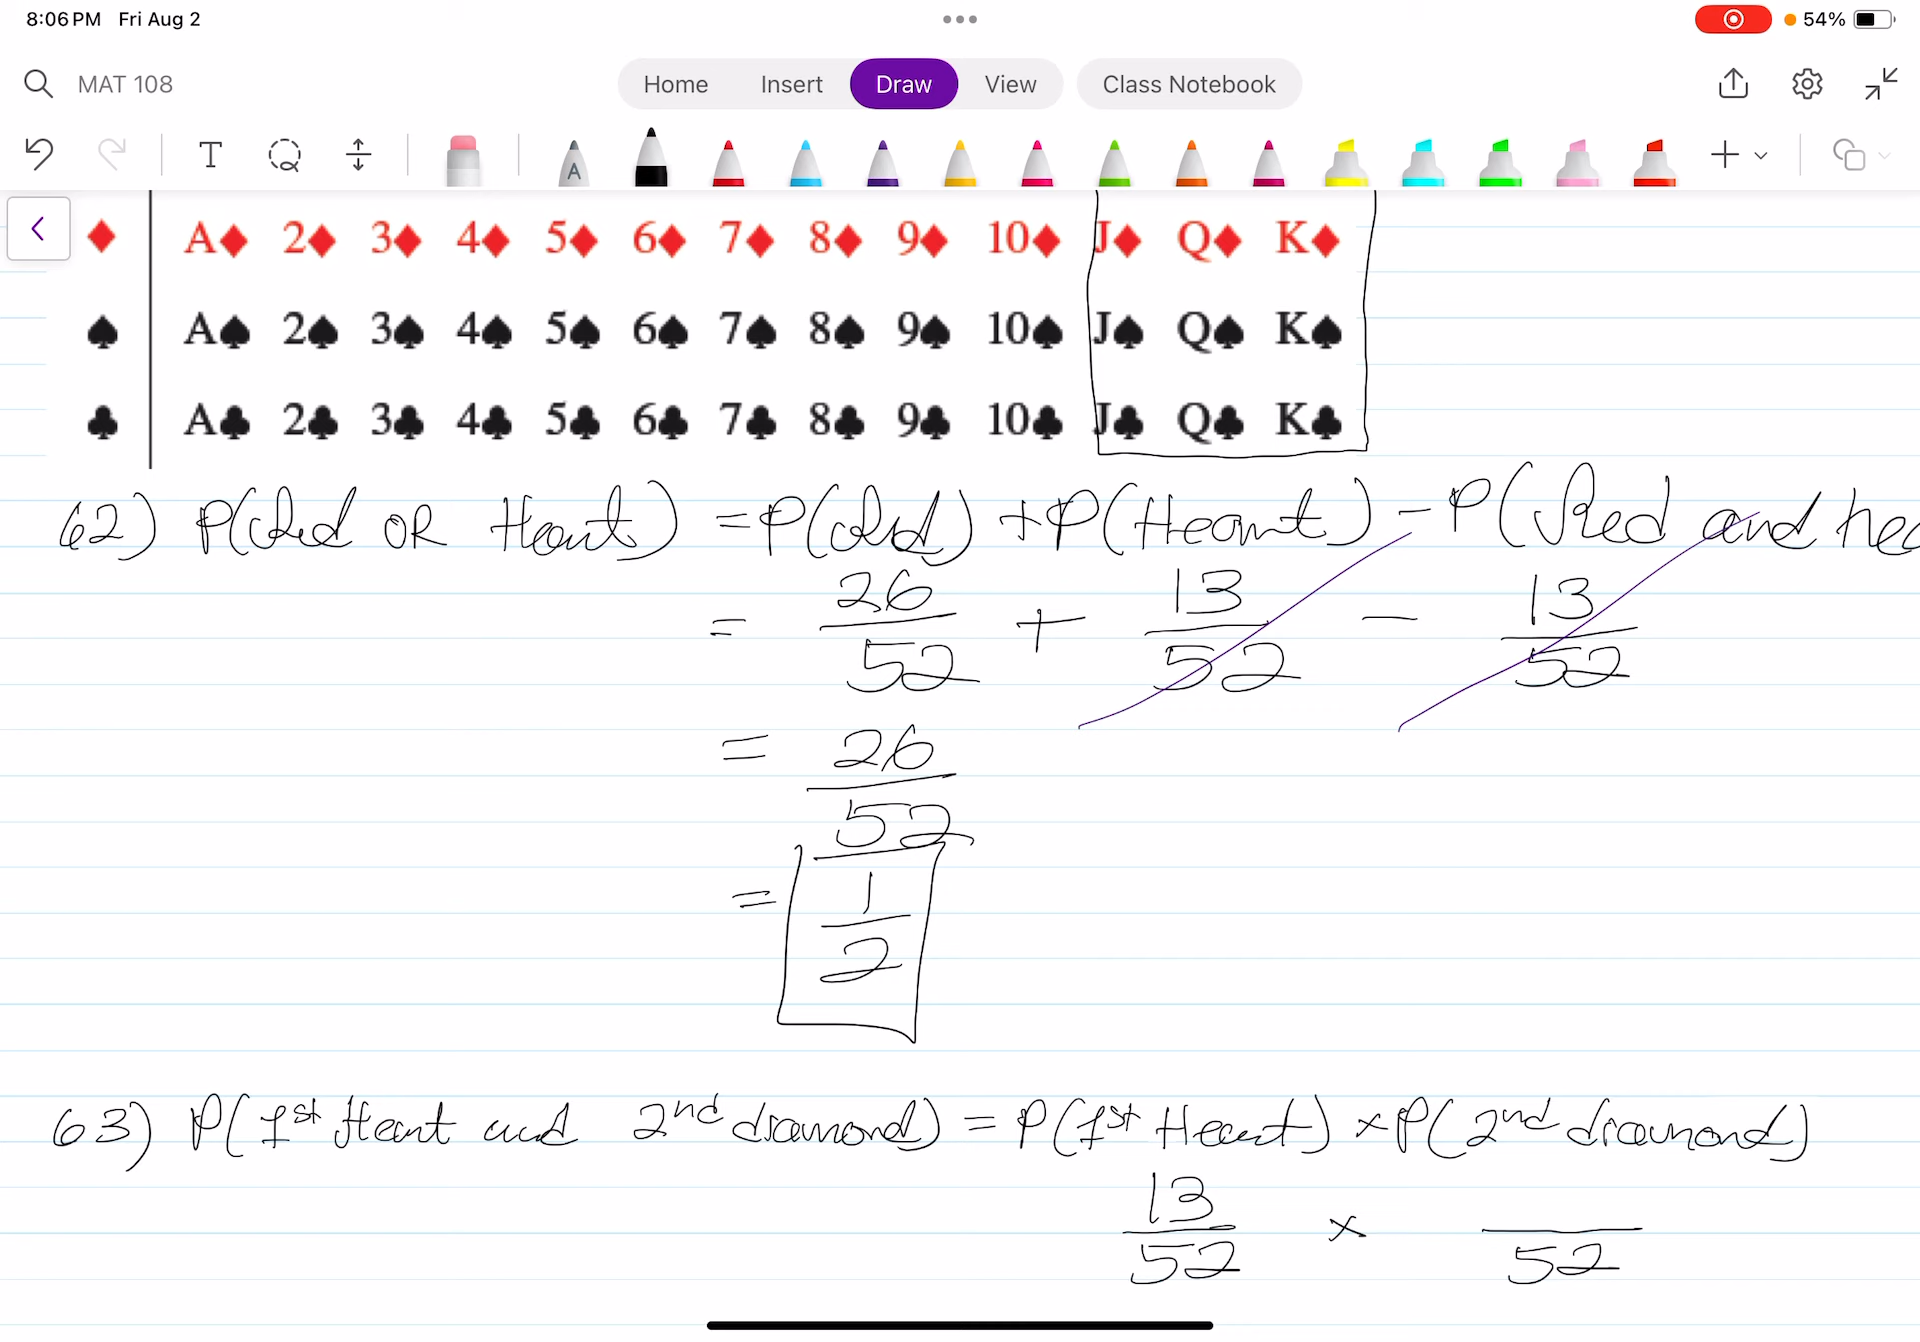 8:06 PM Fri Aug 2 54%
MAT 108 Home Insert Draw View Class Notebook
T A
♦ A♦ 2♦ 3♦ 4♦ 5♦ 6♦ 7♦ 8♦ 9♦ 10♦ J♦ Q♦ K♦
♠ A♠ 2♠ 3♠ 4♠ 5♠ 6♠ 7♠ 8♠ 9♠ 10♠ J♠ Q♠ K♠
♣ A♣ 2♣ 3♣ 4♣ 5♣ 6♣ 7♣ 8♣ 9♣ 10♣ J♣ Q♣ K♣
62) P(Red OR Heart) = P(Red) + P(Heart) - P(Red and hea
= 26/52 + 13/52 - 13/52
= 26/52
= 1/2
63) P(1st Heart and 2nd diamond) = P(1st Heart) × P(2nd diamond)
13/52 × /52